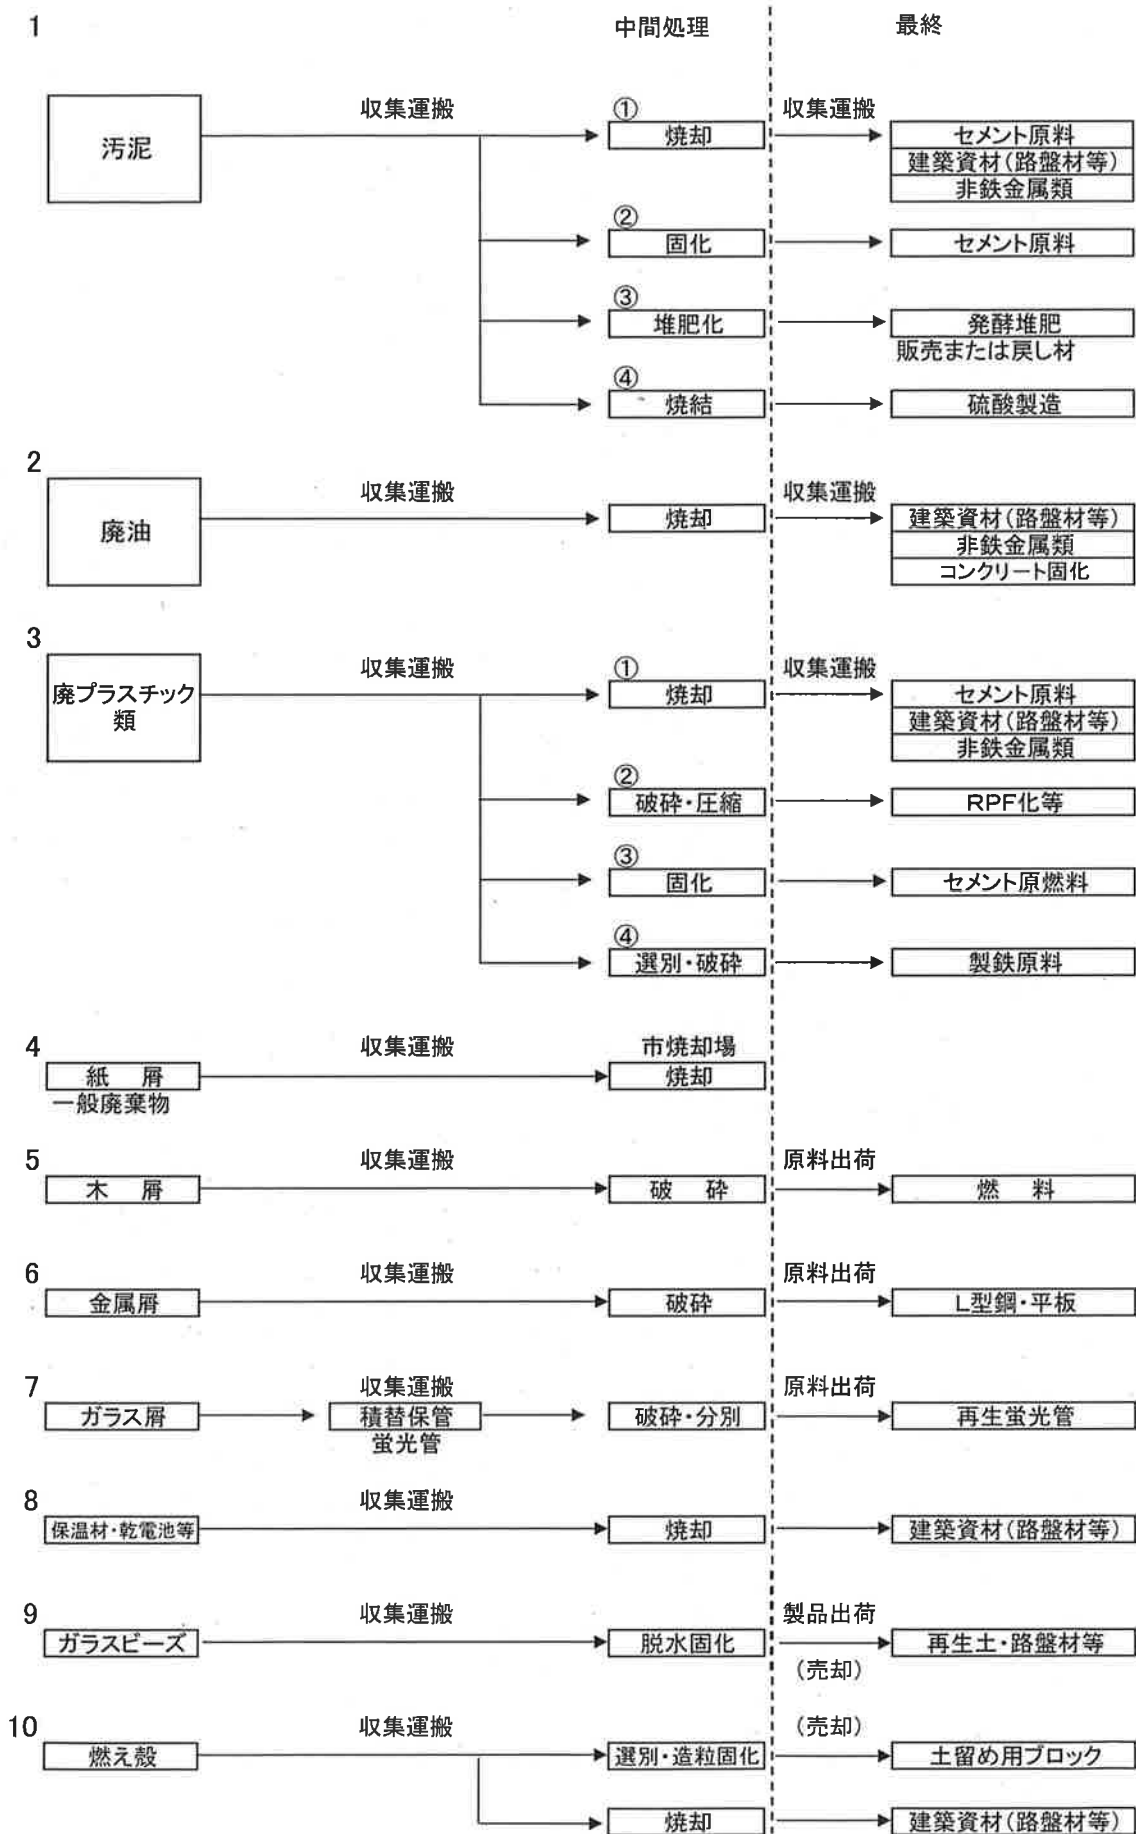 1
中間処理
最終
汚泥
収集運搬
①
焼却
収集運搬
セメント原料
建築資材(路盤材等)
非鉄金属類
②
固化
セメント原料
③
堆肥化
発酵堆肥
販売または戻し材
④
焼結
硫酸製造
2
廃油
収集運搬
焼却
収集運搬
建築資材(路盤材等)
非鉄金属類
コンクリート固化
3
廃プラスチック
類
収集運搬
①
焼却
収集運搬
セメント原料
建築資材(路盤材等)
非鉄金属類
②
破砕・圧縮
RPF化等
③
固化
セメント原燃料
④
選別・破砕
製鉄原料
4
紙 屑
一般廃棄物
収集運搬
市焼却場
焼却
5
木 屑
収集運搬
破 砕
原料出荷
燃 料
6
金属屑
収集運搬
破砕
原料出荷
L型鋼・平板
7
ガラス屑
収集運搬
積替保管
蛍光管
破砕・分別
原料出荷
再生蛍光管
8
保温材・乾電池等
収集運搬
焼却
建築資材(路盤材等)
9
ガラスビーズ
収集運搬
脱水固化
製品出荷
(売却)
再生土・路盤材等
10
燃え殻
収集運搬
選別・造粒固化
(売却)
土留め用ブロック
焼却
建築資材(路盤材等)